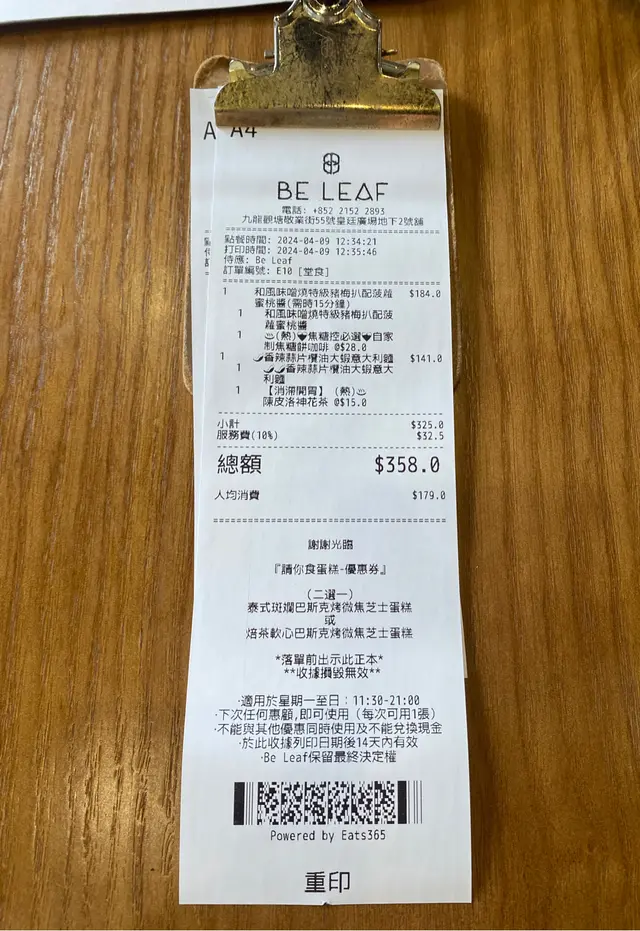 A A4
BE LEAF
電話: +852 2152 2893
九龍觀塘敬業街55號皇廷廣場地下2號舖
點餐時間: 2024-04-09 12:34:21
打印時間: 2024-04-09 12:35:46
侍應: Be Leaf
訂單編號: E10 [堂食]
1 和風味噌燒特級豬梅扒配菠蘿 $184.0
蜜桃醬(需時15分鐘)
1 和風味噌燒特級豬梅扒配菠
蘿蜜桃醬
1 ♨(熱)❤焦糖控必選❤自家
製焦糖餅咖啡 @$28.0
1 🌶香辣蒜片欖油大蝦意大利麵 $141.0
1 🌶🌶香辣蒜片欖油大蝦意大
利麵
1 【消滯開胃】 (熱)♨
陳皮洛神花茶 @$15.0
小計 $325.0
服務費(10%) $32.5
總額 $358.0
人均消費 $179.0
謝謝光臨
『請你食蛋糕-優惠券』
(二選一)
泰式斑斕巴斯克烤微焦芝士蛋糕
或
焙茶軟心巴斯克烤微焦芝士蛋糕
*落單前出示此正本*
**收據損毀無效**
·適用於星期一至日：11:30-21:00
·下次任何惠顧,即可使用 (每次可用1張)
·不能與其他優惠同時使用及不能兌換現金
·於此收據列印日期後14天內有效
·Be Leaf保留最終決定權
Powered by Eats365
重印